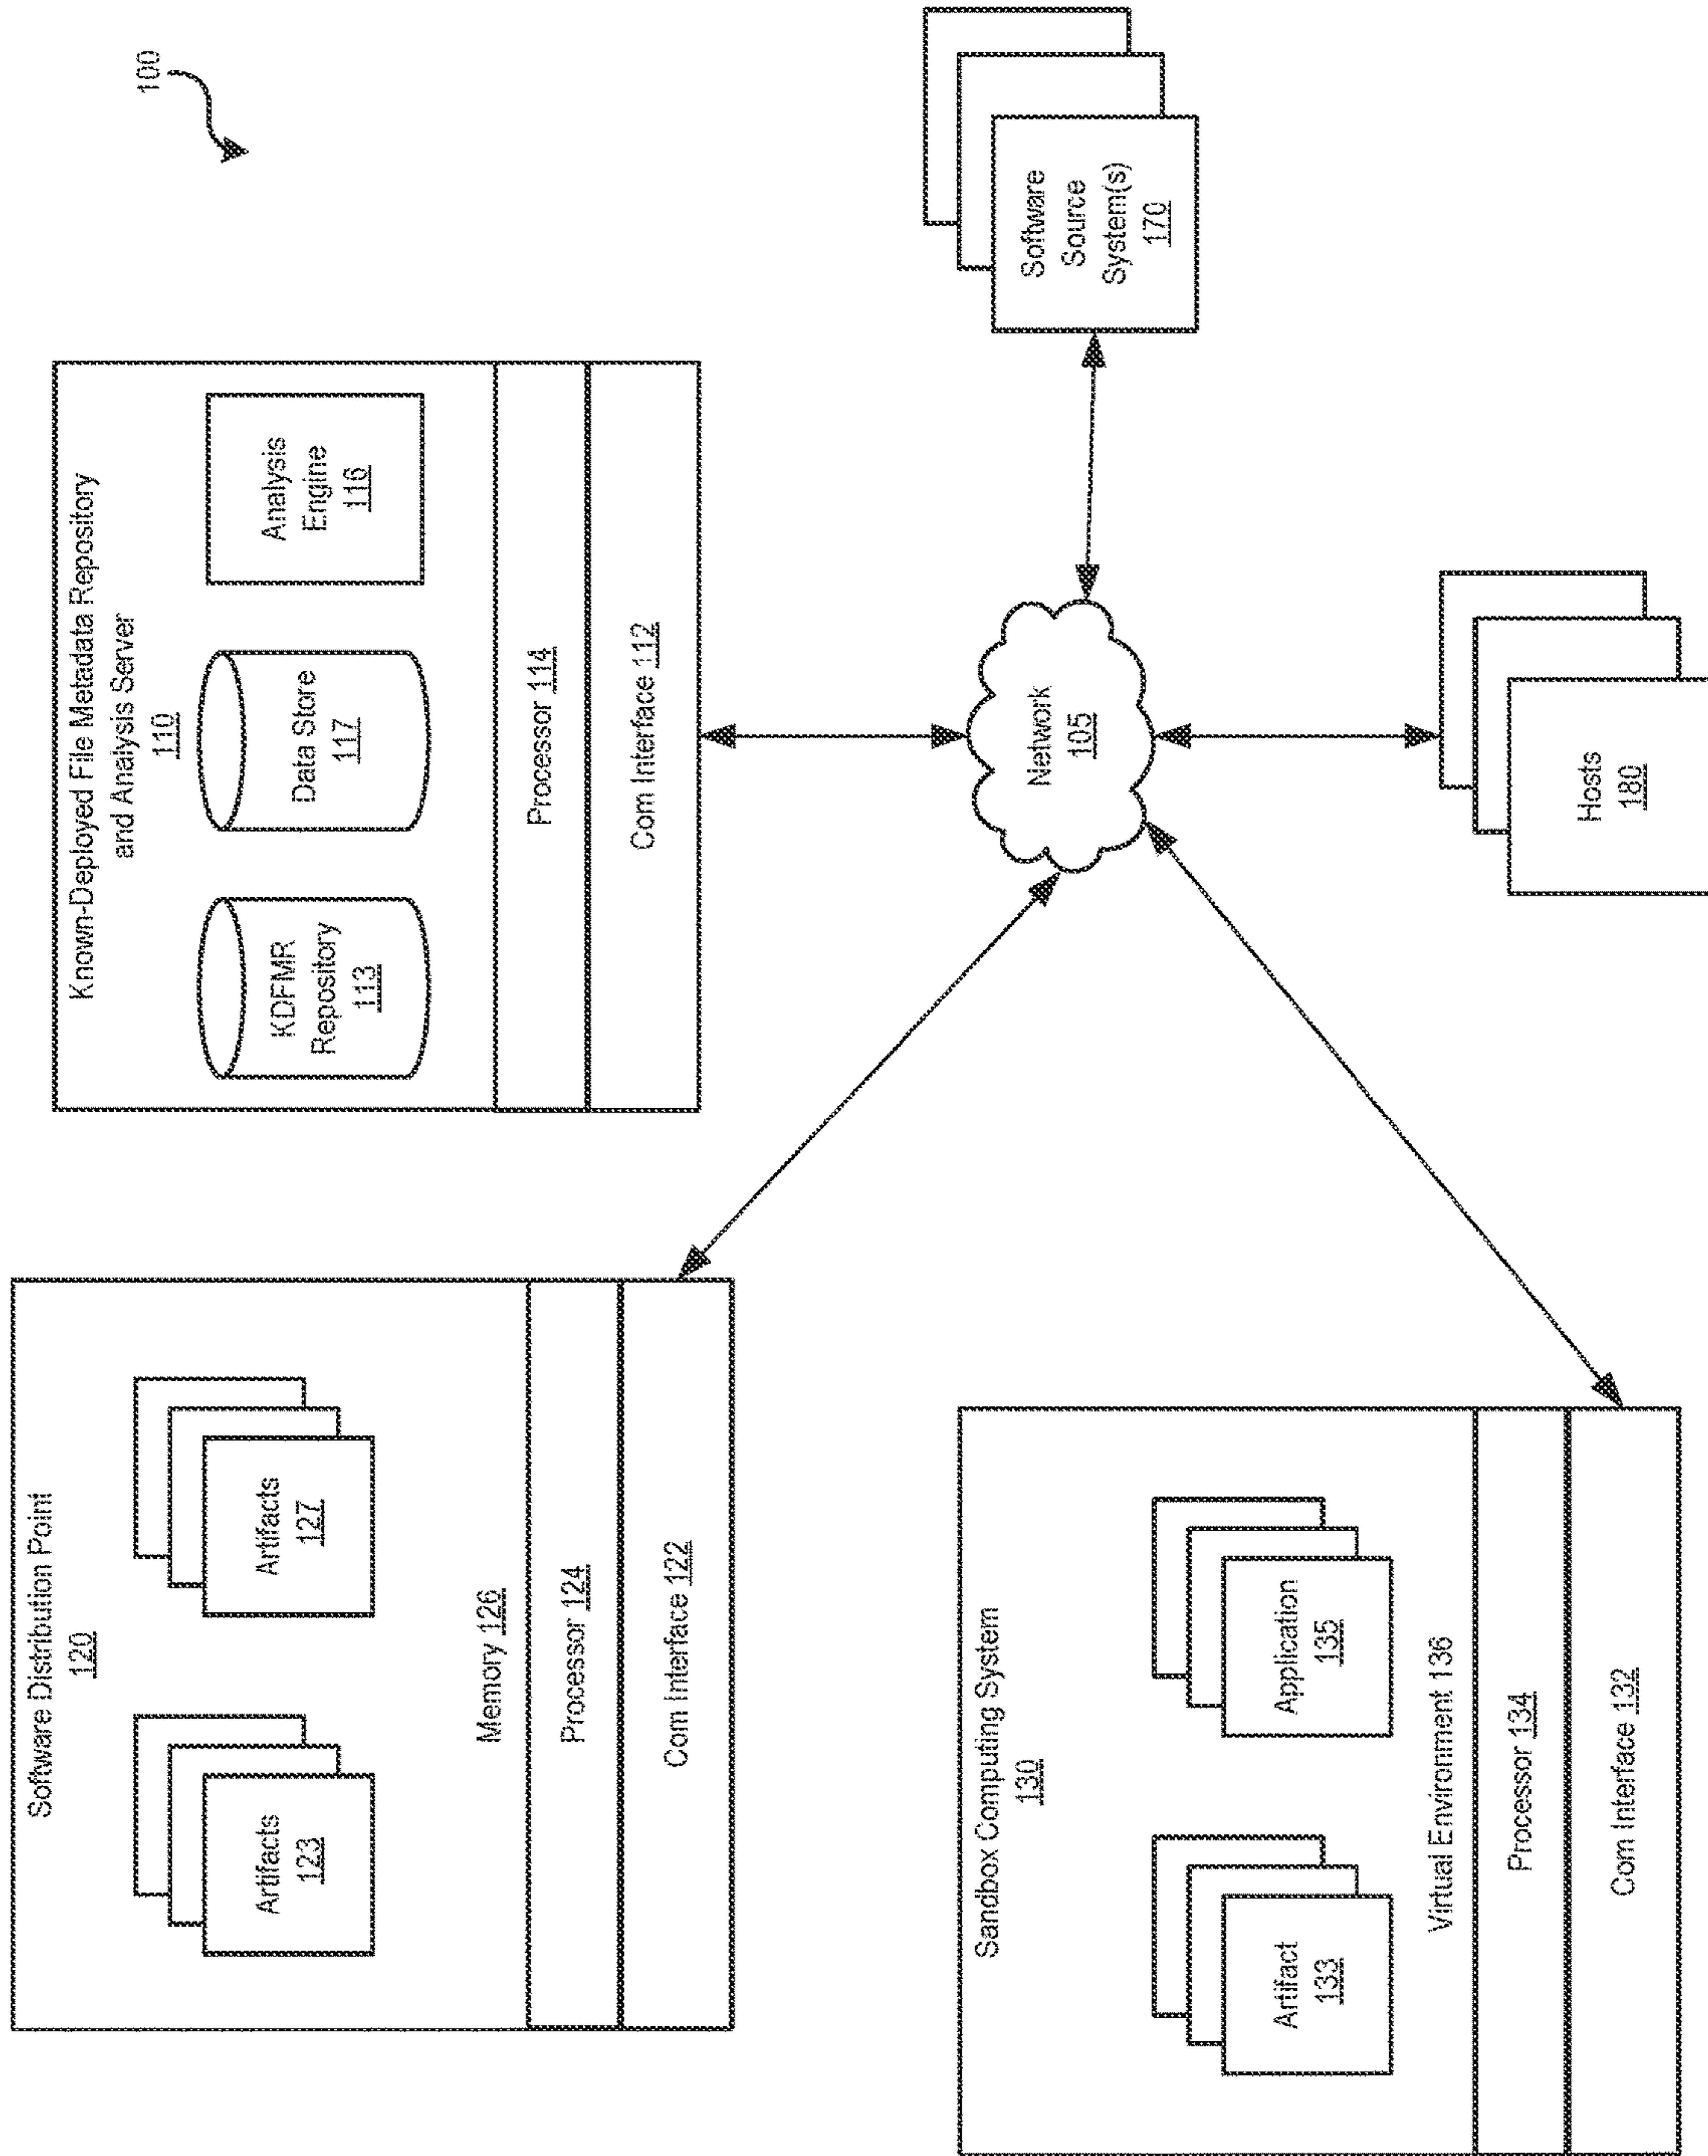 100
Software Distribution Point
120
Artifacts
123
Artifacts
127
Memory 126
Processor 124
Com Interface 122
Known-Deployed File Metadata Repository
and Analysis Server
110
KDFMR
Repository
113
Data Store
117
Analysis
Engine
116
Processor 114
Com Interface 112
Network
105
Software
Source
System(s)
170
Sandbox Computing System
130
Artifact
133
Application
135
Virtual Environment 136
Processor 134
Com Interface 132
Hosts
180